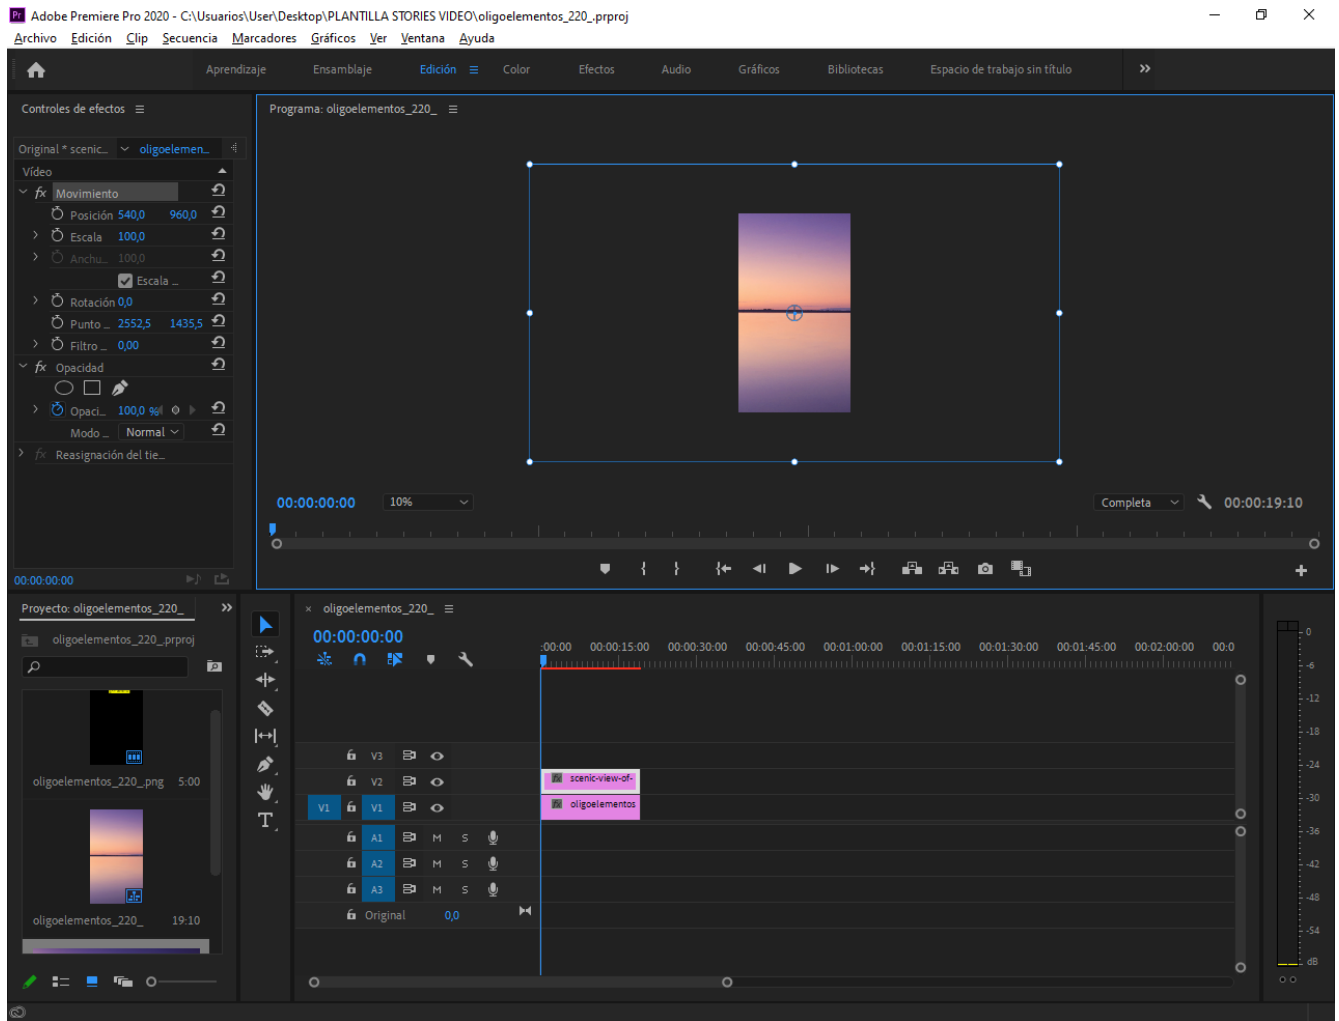 Pr Adobe Premiere Pro 2020 - C:\Usuarios\User\Desktop\PLANTILLA STORIES VIDEO\oligoelementos_220_.prproj
Archivo Edición Clip Secuencia Marcadores Gráficos Ver Ventana Ayuda
Aprendizaje Ensamblaje Edición Color Efectos Audio Gráficos Bibliotecas Espacio de trabajo sin título
Controles de efectos
Original * scenic... oligoelemen...
Vídeo
fx Movimiento
Posición 540,0 960,0
Escala 100,0
Anchu... 100,0
Escala ...
Rotación 0,0
Punto ... 2552,5 1435,5
Filtro ... 0,00
fx Opacidad
Opaci... 100,0 %
Modo ... Normal
fx Reasignación del tie...
00:00:00:00
Programa: oligoelementos_220_
00:00:00:00 10% Completa 00:00:19:10
Proyecto: oligoelementos_220_
oligoelementos_220_.prproj
oligoelementos_220_.png 5:00
oligoelementos_220_ 19:10
× oligoelementos_220_
00:00:00:00
:00:00 00:00:15:00 00:00:30:00 00:00:45:00 00:01:00:00 00:01:15:00 00:01:30:00 00:01:45:00 00:02:00:00 00:0
V3
V2 fx scenic-view-of-
V1 V1 fx oligoelementos
A1 M S
A2 M S
A3 M S
Original 0,0
T
0
-6
-12
-18
-24
-30
-36
-42
-48
-54
dB